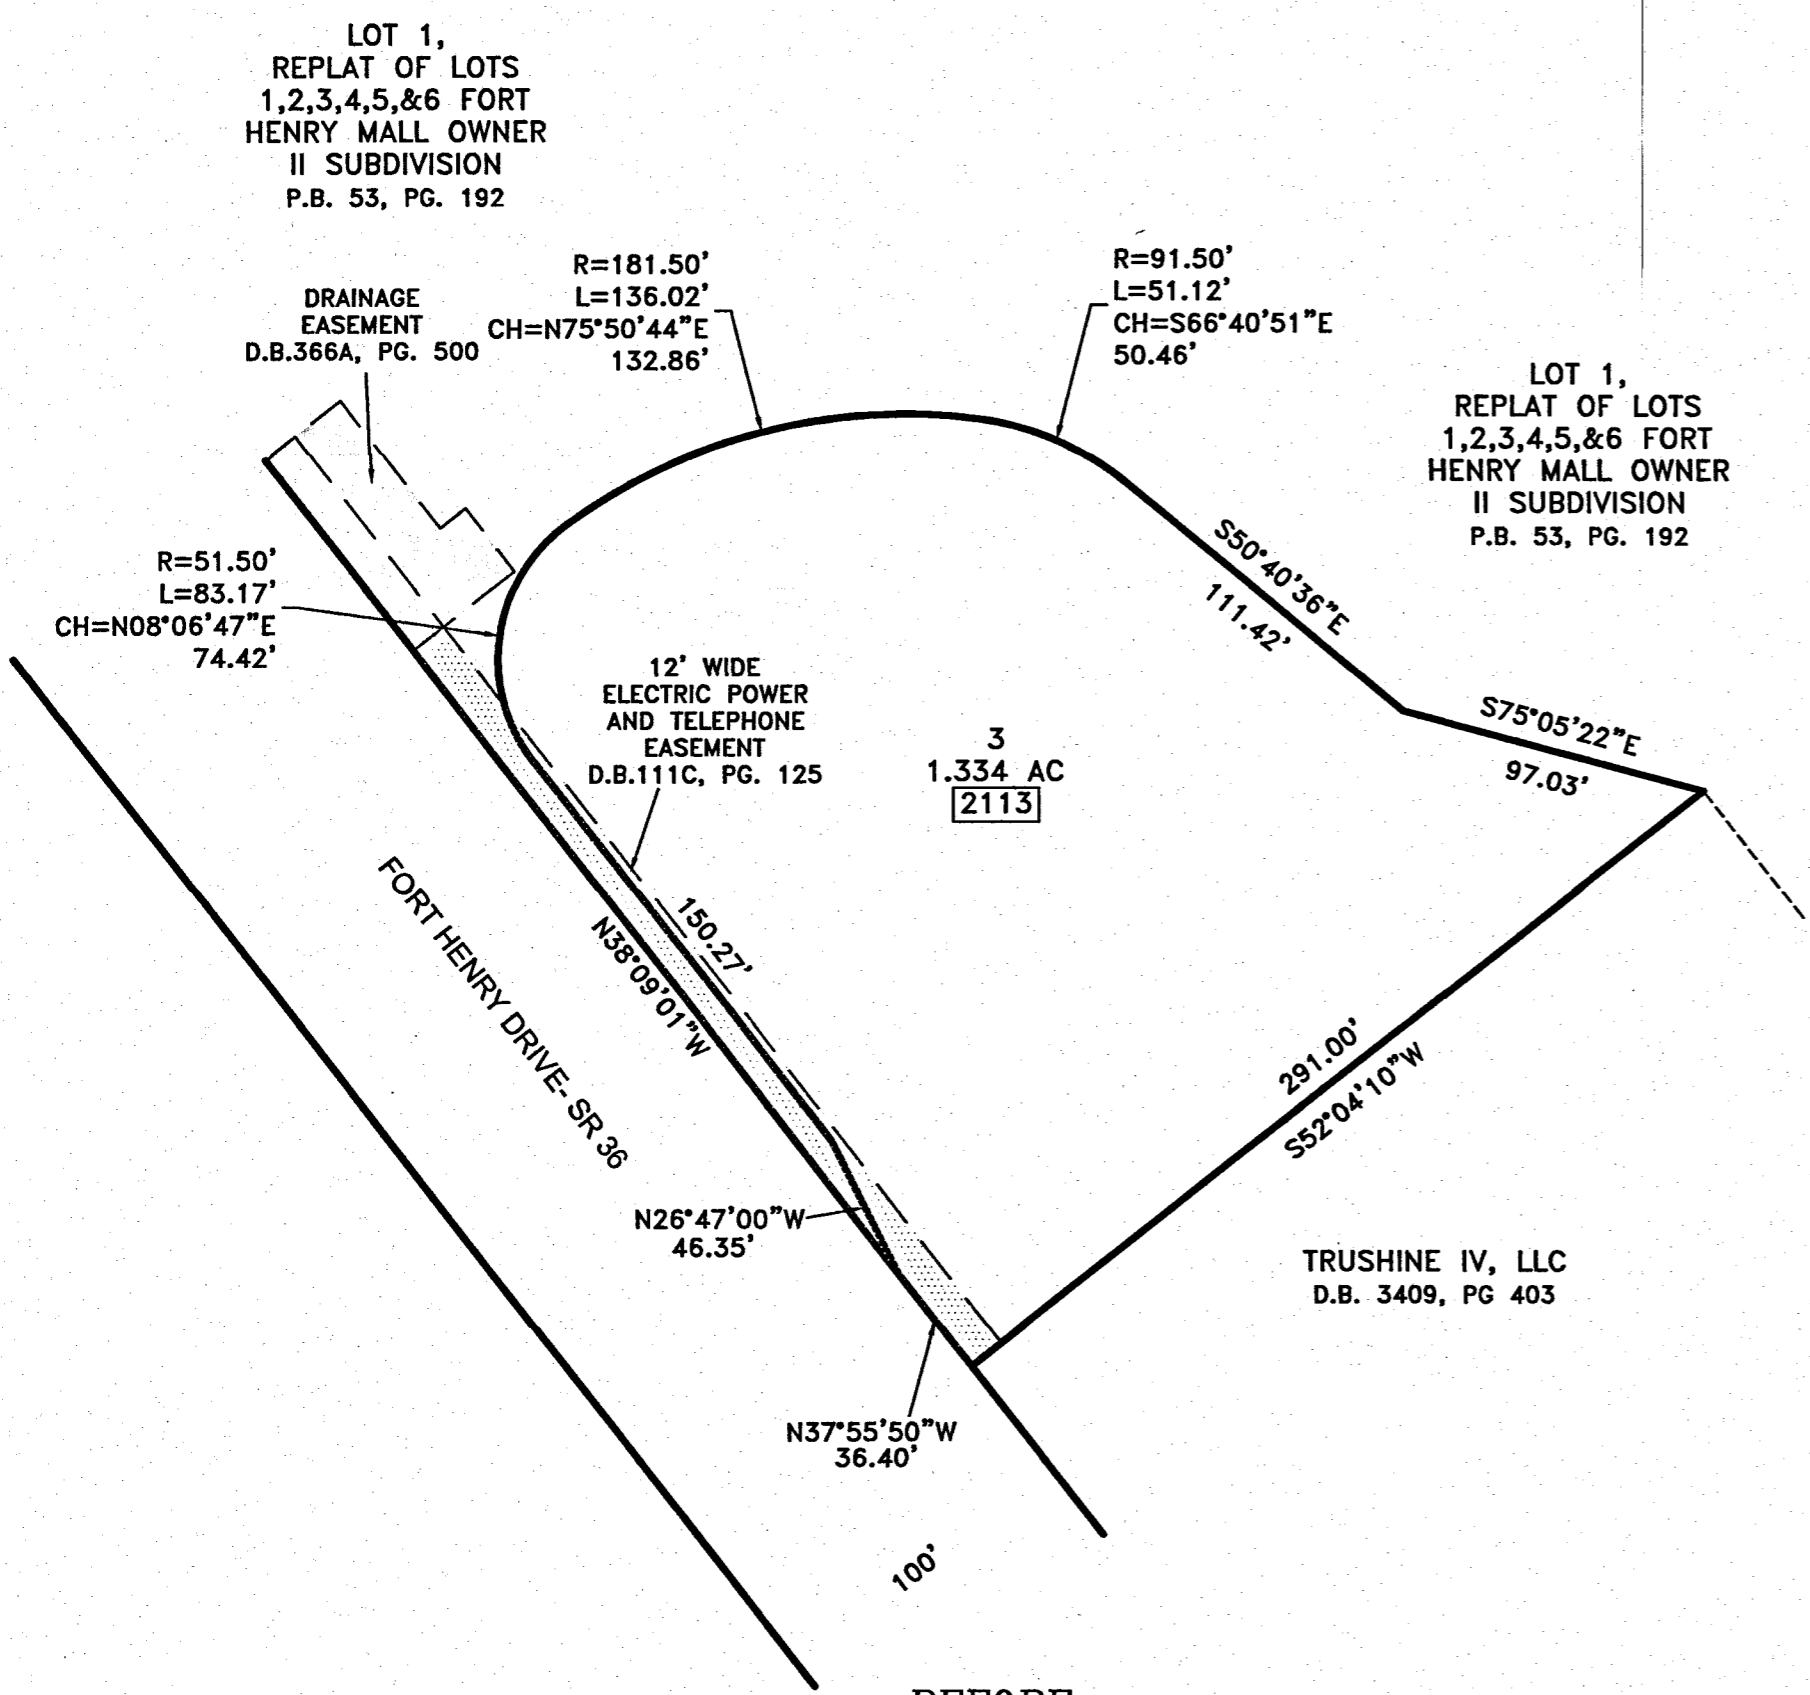 LOT 1,
REPLAT OF LOTS
1,2,3,4,5,&6 FORT
HENRY MALL OWNER
II SUBDIVISION
P.B. 53, PG. 192
R=181.50'
L=136.02'
CH=N75°50'44"E
132.86'
R=91.50'
L=51.12'
CH=S66°40'51"E
50.46'
DRAINAGE
EASEMENT
D.B.366A, PG. 500
LOT 1,
REPLAT OF LOTS
1,2,3,4,5,&6 FORT
HENRY MALL OWNER
II SUBDIVISION
P.B. 53, PG. 192
R=51.50'
L=83.17'
CH=N08°06'47"E
74.42'
S50°40'36"E
111.42'
12' WIDE
ELECTRIC POWER
AND TELEPHONE
EASEMENT
D.B.111C, PG. 125
3
1.334 AC
2113
S75°05'22"E
97.03'
FORT HENRY DRIVE- SR 36
150.27'
N38°09'01"W
291.00'
S52°04'10"W
N26°47'00"W
46.35'
TRUSHINE IV, LLC
D.B. 3409, PG 403
N37°55'50"W
36.40'
100'
BEFORE